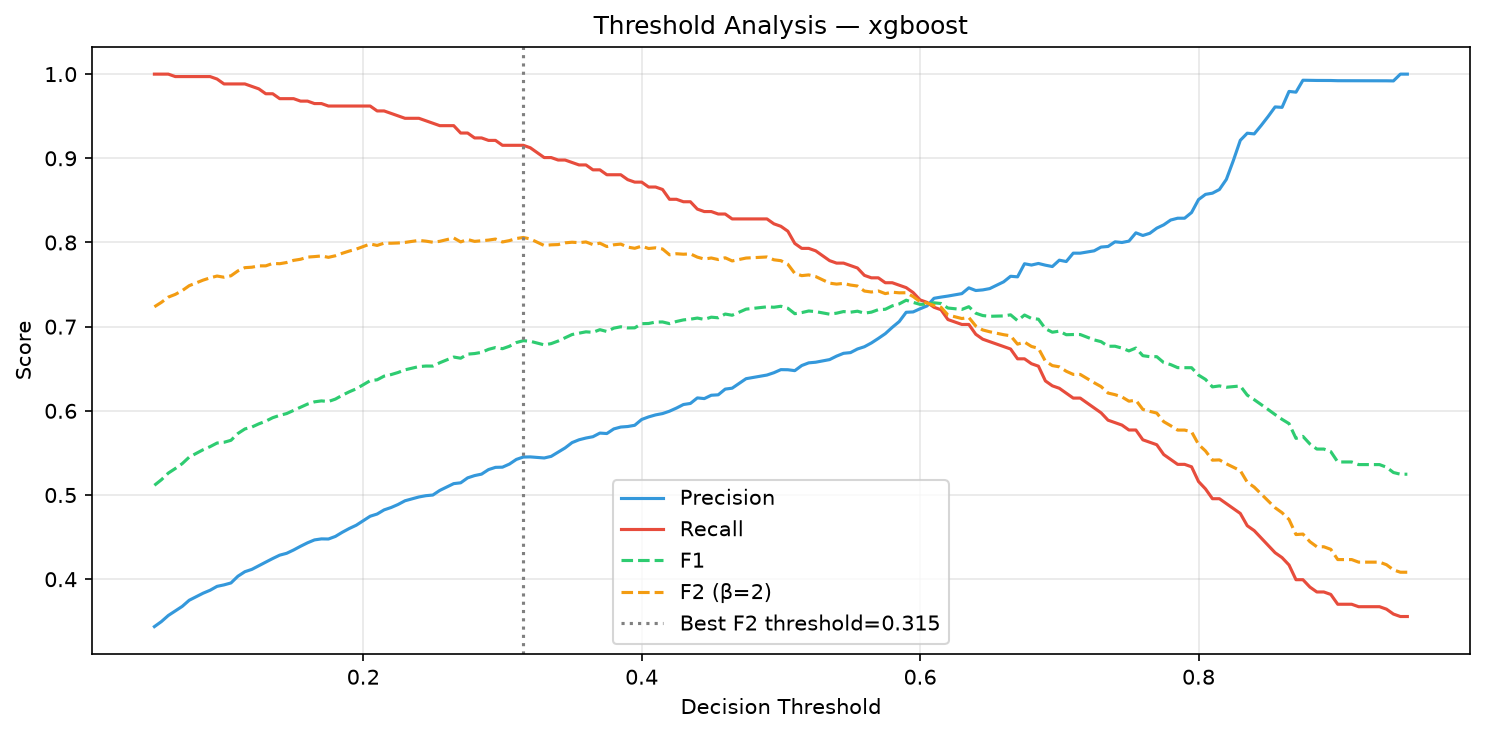 Threshold Analysis — xgboost
Score
1.0
0.9
0.8
0.7
0.6
0.5
0.4
Precision
Recall
F1
F2 (β=2)
Best F2 threshold=0.315
0.2 0.4 0.6 0.8
Decision Threshold